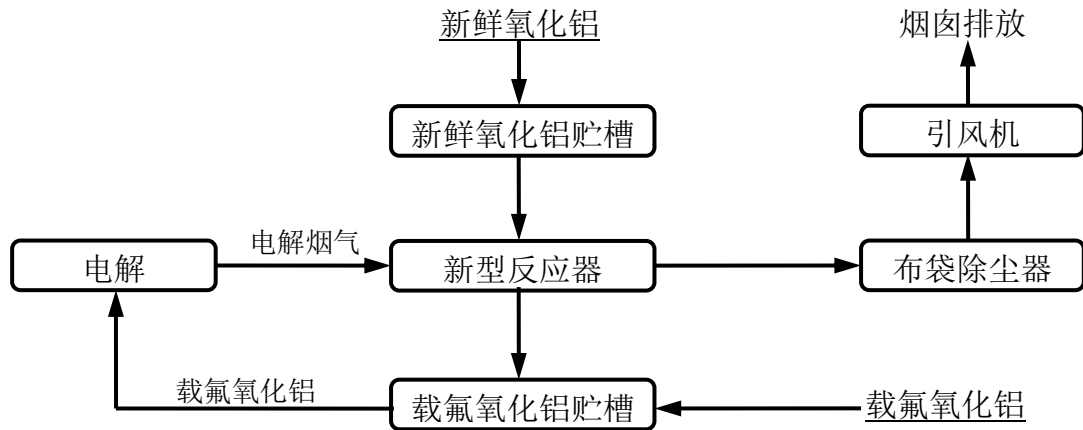 新鲜氧化铝
烟囱排放
新鲜氧化铝贮槽
引风机
电解烟气
电解
新型反应器
布袋除尘器
载氟氧化铝
载氟氧化铝贮槽
载氟氧化铝